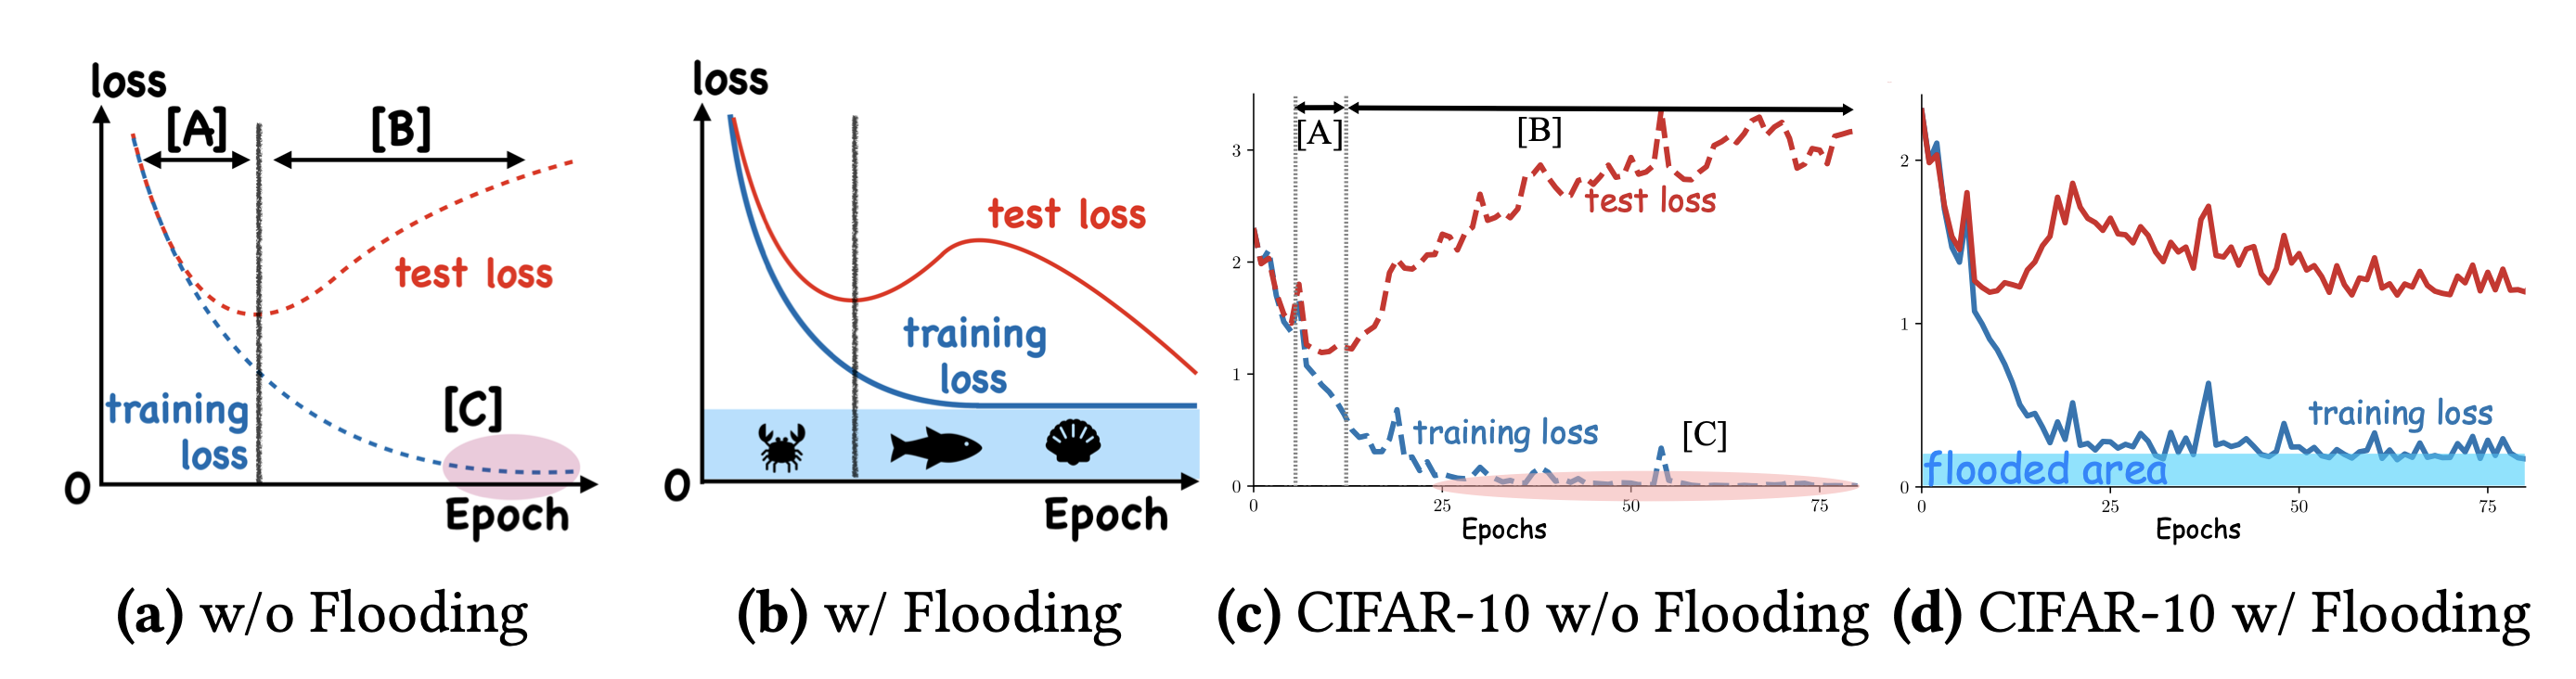 loss
[A]
[B]
test loss
training
loss
[C]
0
Epoch
(a) w/o Flooding
loss
test loss
training
loss
0
Epoch
(b) w/ Flooding
3
2
1
0
[A]
[B]
test loss
training loss
[C]
0
25
50
75
Epochs
(c) CIFAR-10 w/o Flooding
2
1
0
training loss
flooded area
0
25
50
75
Epochs
(d) CIFAR-10 w/ Flooding